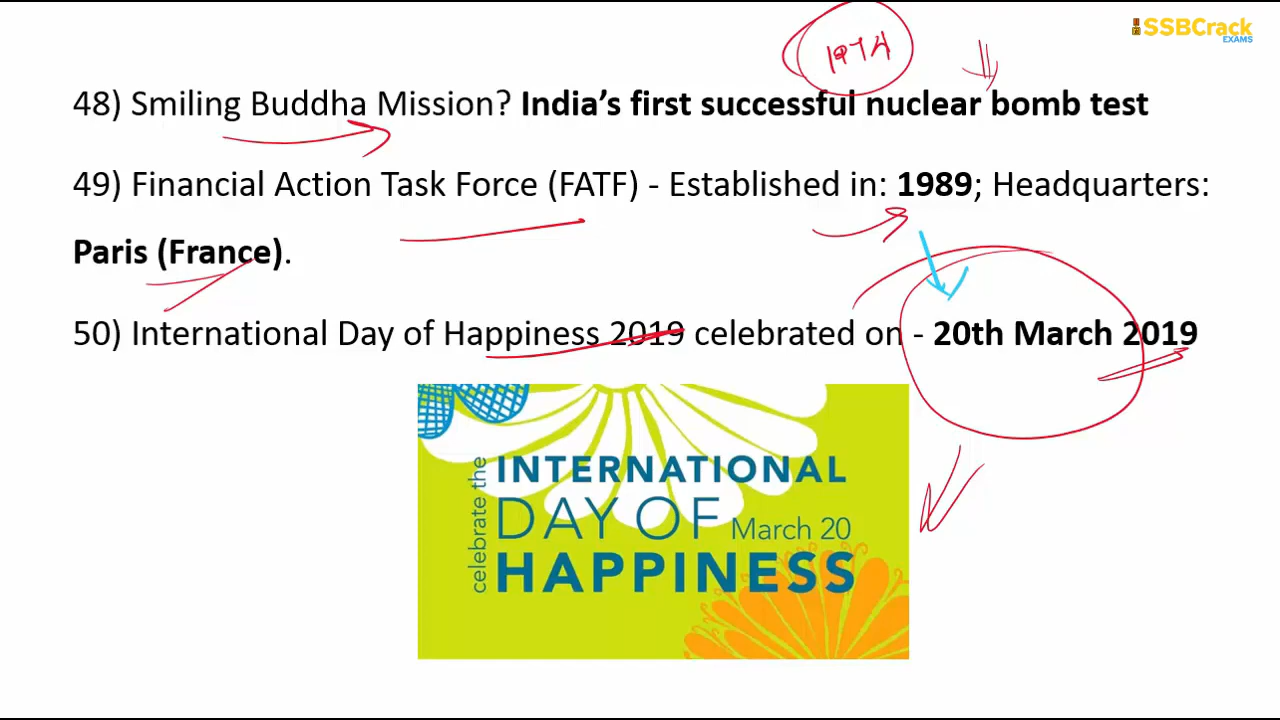 SSBCrack
EXAMS
1974
48) Smiling Buddha Mission? India's first successful nuclear bomb test
49) Financial Action Task Force (FATF) - Established in: 1989; Headquarters:
Paris (France).
50) International Day of Happiness 2019 celebrated on - 20th March 2019
celebrate the
INTERNATIONAL
DAY OF March 20
HAPPINESS